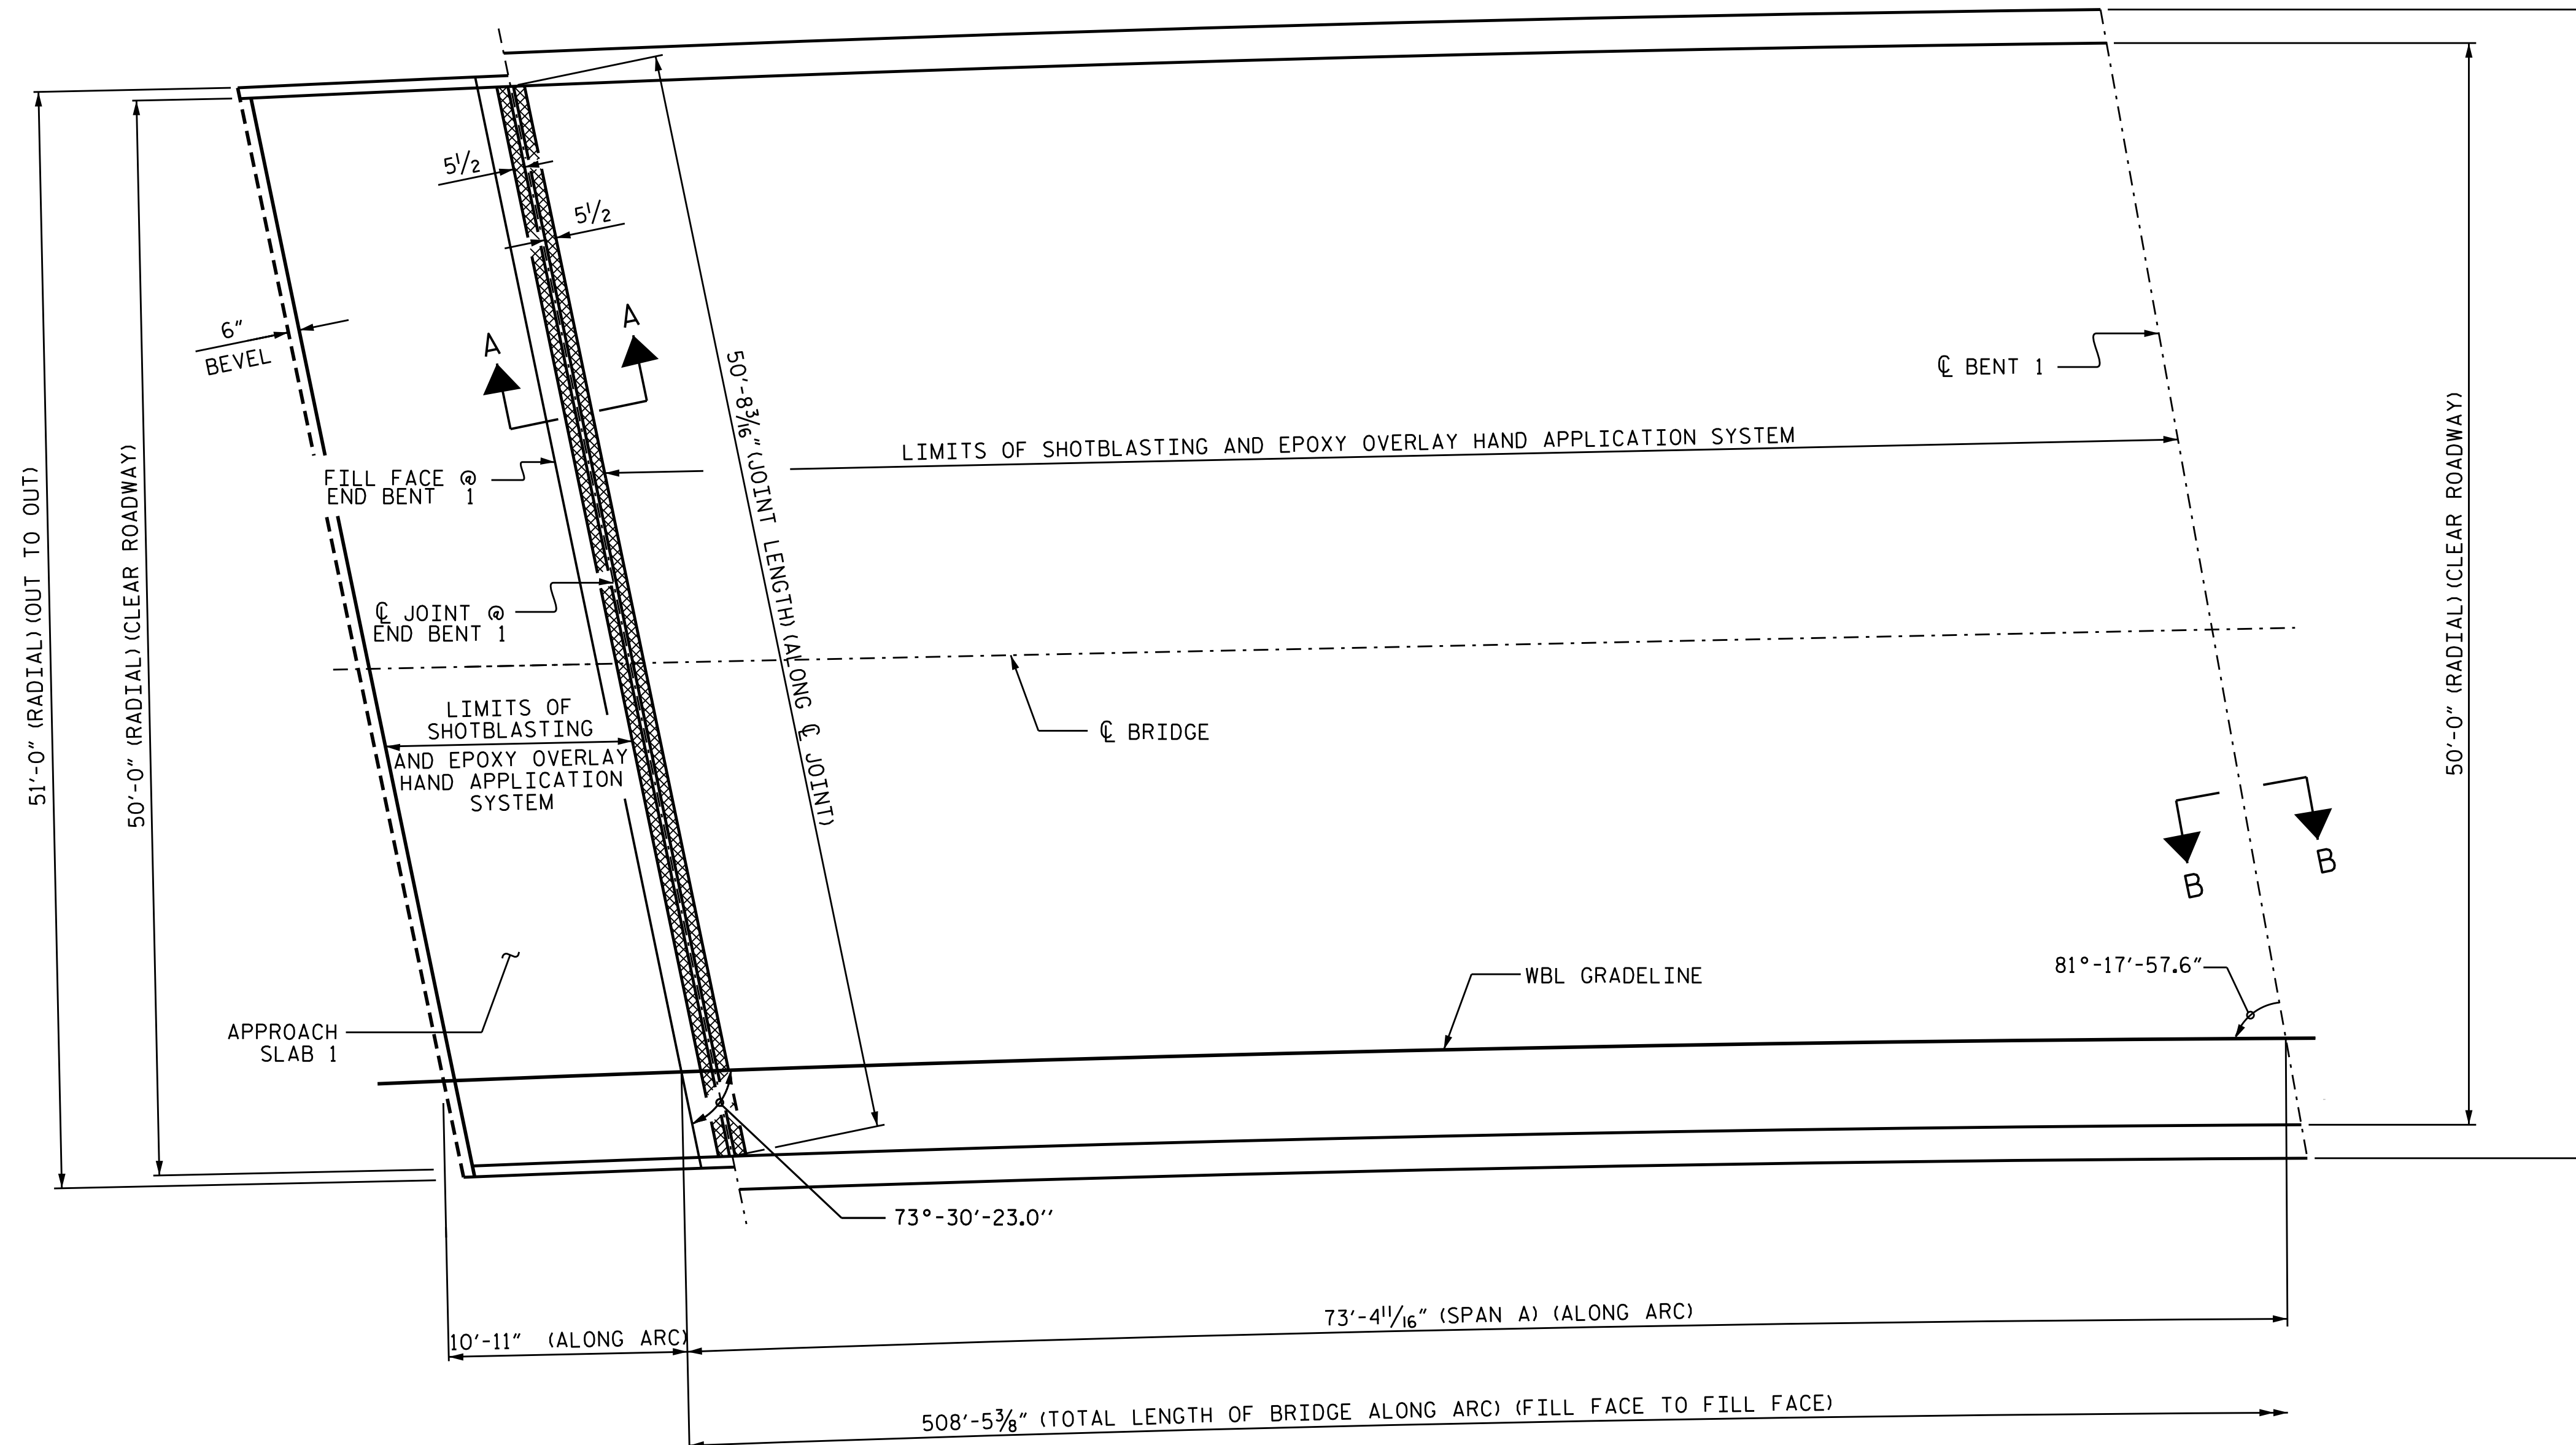 5½
5½
6"
BEVEL
A
A
51'-0" (RADIAL) (OUT TO OUT)
50'-0" (RADIAL) (CLEAR ROADWAY)
50'-8 3/16" (JOINT LENGTH) (ALONG ℄ JOINT)
℄ BENT 1
LIMITS OF SHOTBLASTING AND EPOXY OVERLAY HAND APPLICATION SYSTEM
50'-0" (RADIAL) (CLEAR ROADWAY)
FILL FACE @
END BENT 1
℄ JOINT @
END BENT 1
LIMITS OF
SHOTBLASTING
AND EPOXY OVERLAY
HAND APPLICATION
SYSTEM
℄ BRIDGE
B
B
81°-17'-57.6"
WBL GRADELINE
APPROACH
SLAB 1
73°-30'-23.0''
10'-11" (ALONG ARC)
73'-4 11/16" (SPAN A) (ALONG ARC)
508'-5⅜" (TOTAL LENGTH OF BRIDGE ALONG ARC) (FILL FACE TO FILL FACE)